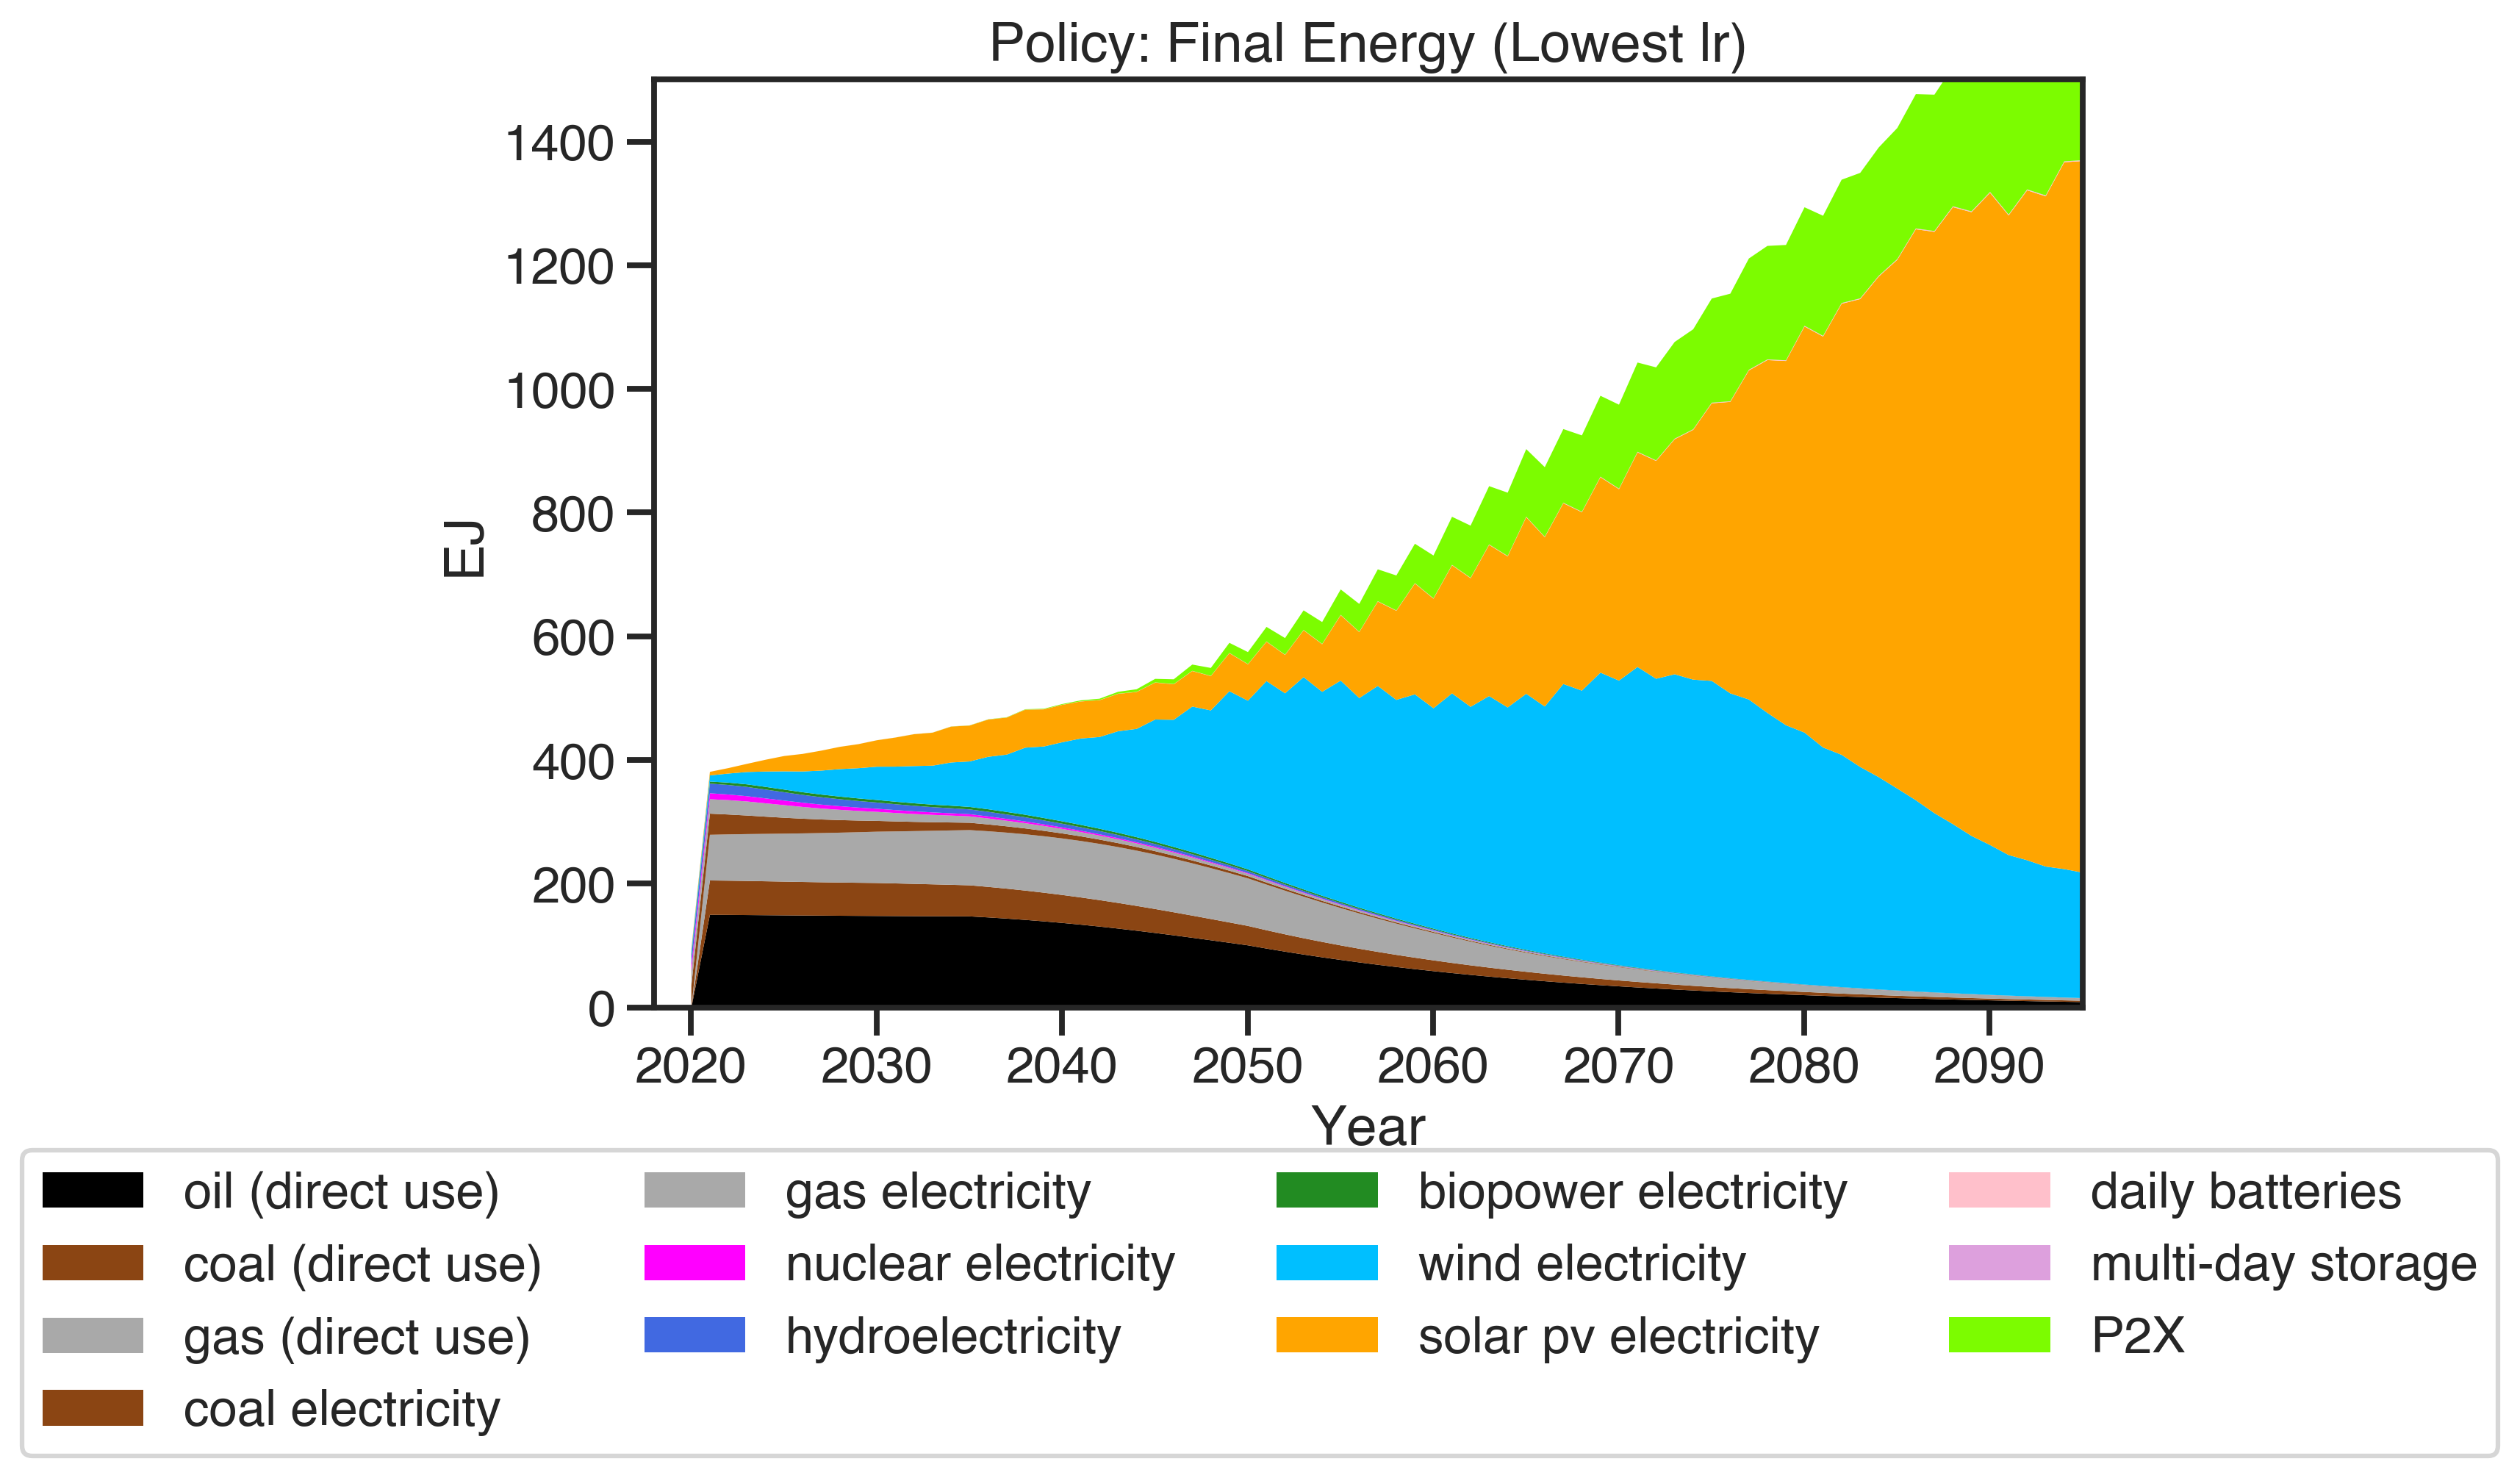 Policy: Final Energy (Lowest lr)
1400
1200
1000
800
600
400
200
0
EJ
2020 2030 2040 2050 2060 2070 2080 2090
Year
oil (direct use)
coal (direct use)
gas (direct use)
coal electricity
gas electricity
nuclear electricity
hydroelectricity
biopower electricity
wind electricity
solar pv electricity
daily batteries
multi-day storage
P2X